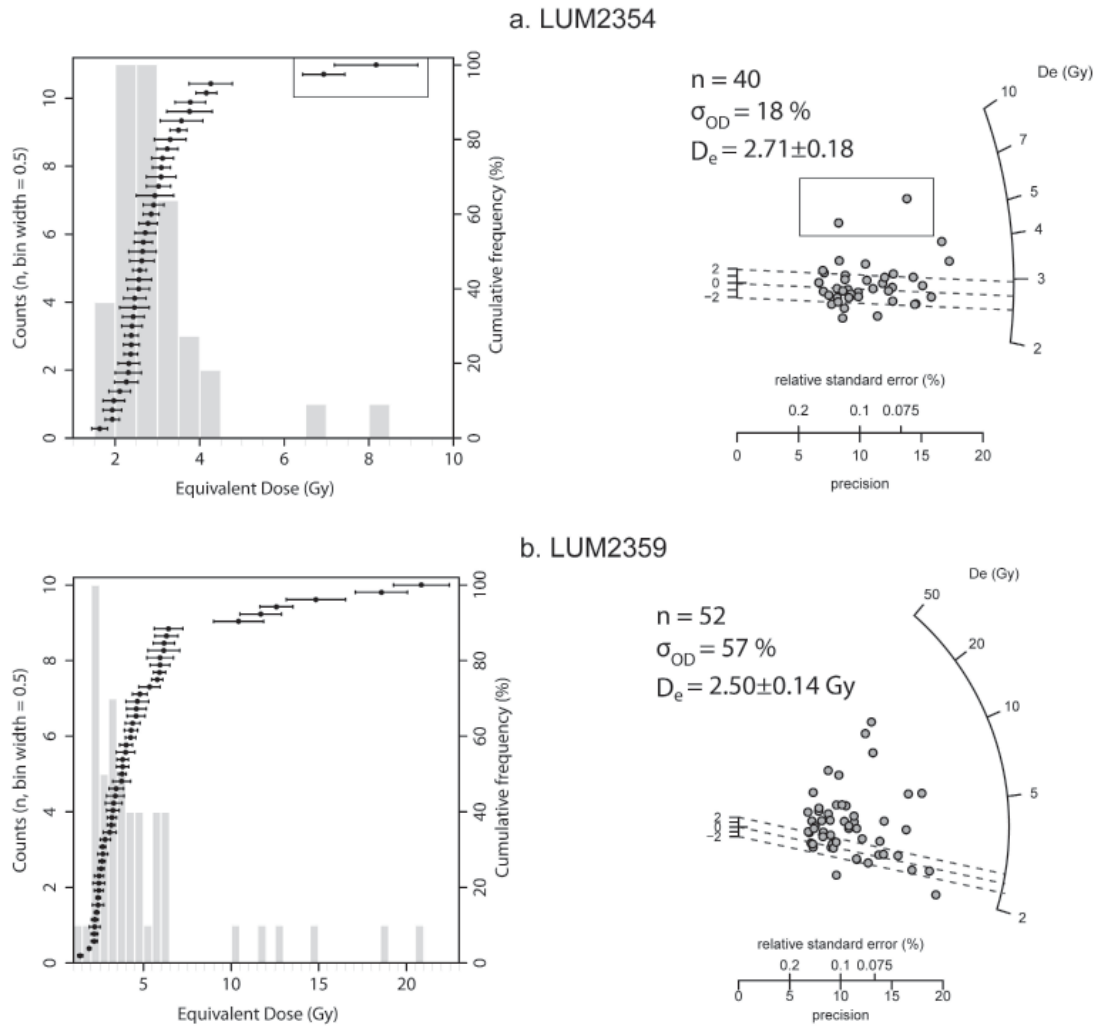 a. LUM2354
Counts (n, bin width = 0.5)
0 2 4 6 8 10
Cumulative frequency (%)
0 20 40 60 80 100
2 4 6 8 10
Equivalent Dose (Gy)
n = 40
σOD = 18 %
De = 2.71±0.18
De (Gy)
10
7
5
4
3
2
2
0
−2
relative standard error (%)
0.2 0.1 0.075
0 5 10 15 20
precision
b. LUM2359
Counts (n, bin width = 0.5)
0 2 4 6 8 10
Cumulative frequency (%)
0 20 40 60 80 100
5 10 15 20
Equivalent Dose (Gy)
n = 52
σOD = 57 %
De = 2.50±0.14 Gy
De (Gy)
50
20
10
5
2
2
0
−2
relative standard error (%)
0.2 0.1 0.075
0 5 10 15 20
precision